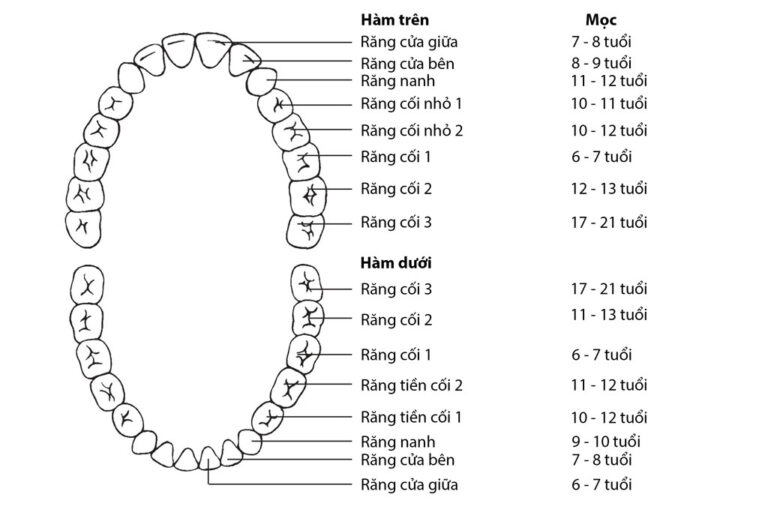 Hàm trên Mọc
Răng cửa giữa 7 - 8 tuổi
Răng cửa bên 8 - 9 tuổi
Răng nanh 11 - 12 tuổi
Răng cối nhỏ 1 10 - 11 tuổi
Răng cối nhỏ 2 10 - 12 tuổi
Răng cối 1 6 - 7 tuổi
Răng cối 2 12 - 13 tuổi
Răng cối 3 17 - 21 tuổi
Hàm dưới
Răng cối 3 17 - 21 tuổi
Răng cối 2 11 - 13 tuổi
Răng cối 1 6 - 7 tuổi
Răng tiền cối 2 11 - 12 tuổi
Răng tiền cối 1 10 - 12 tuổi
Răng nanh 9 - 10 tuổi
Răng cửa bên 7 - 8 tuổi
Răng cửa giữa 6 - 7 tuổi